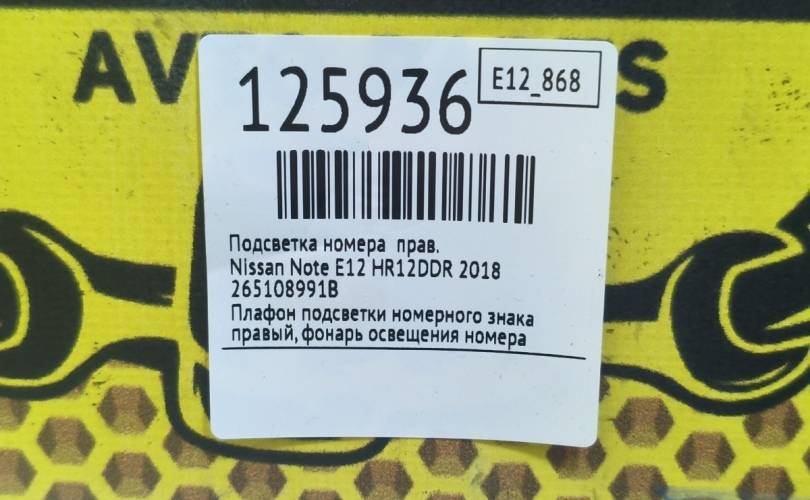 125936
E12_868
Подсветка номера прав.
Nissan Note E12 HR12DDR 2018
265108991B
Плафон подсветки номерного знака
правый, фонарь освещения номера